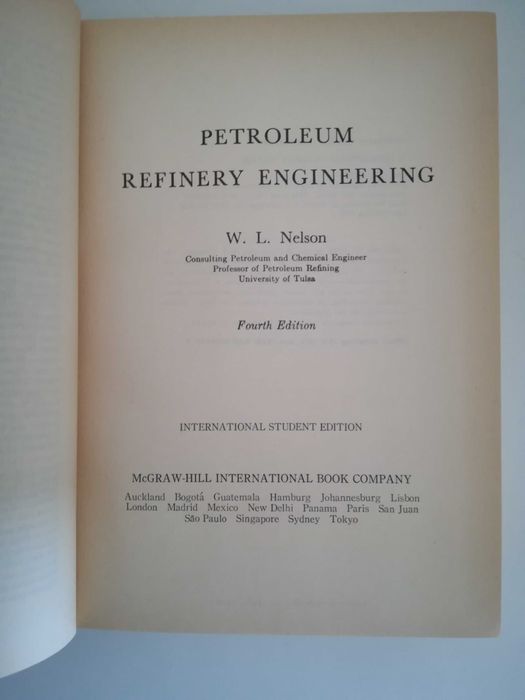 PETROLEUM
REFINERY ENGINEERING
W. L. Nelson
Consulting Petroleum and Chemical Engineer
Professor of Petroleum Refining
University of Tulsa
Fourth Edition
INTERNATIONAL STUDENT EDITION
McGRAW-HILL INTERNATIONAL BOOK COMPANY
Auckland Bogotá Guatemala Hamburg Johannesburg Lisbon
London Madrid Mexico New Delhi Panama Paris San Juan
São Paulo Singapore Sydney Tokyo